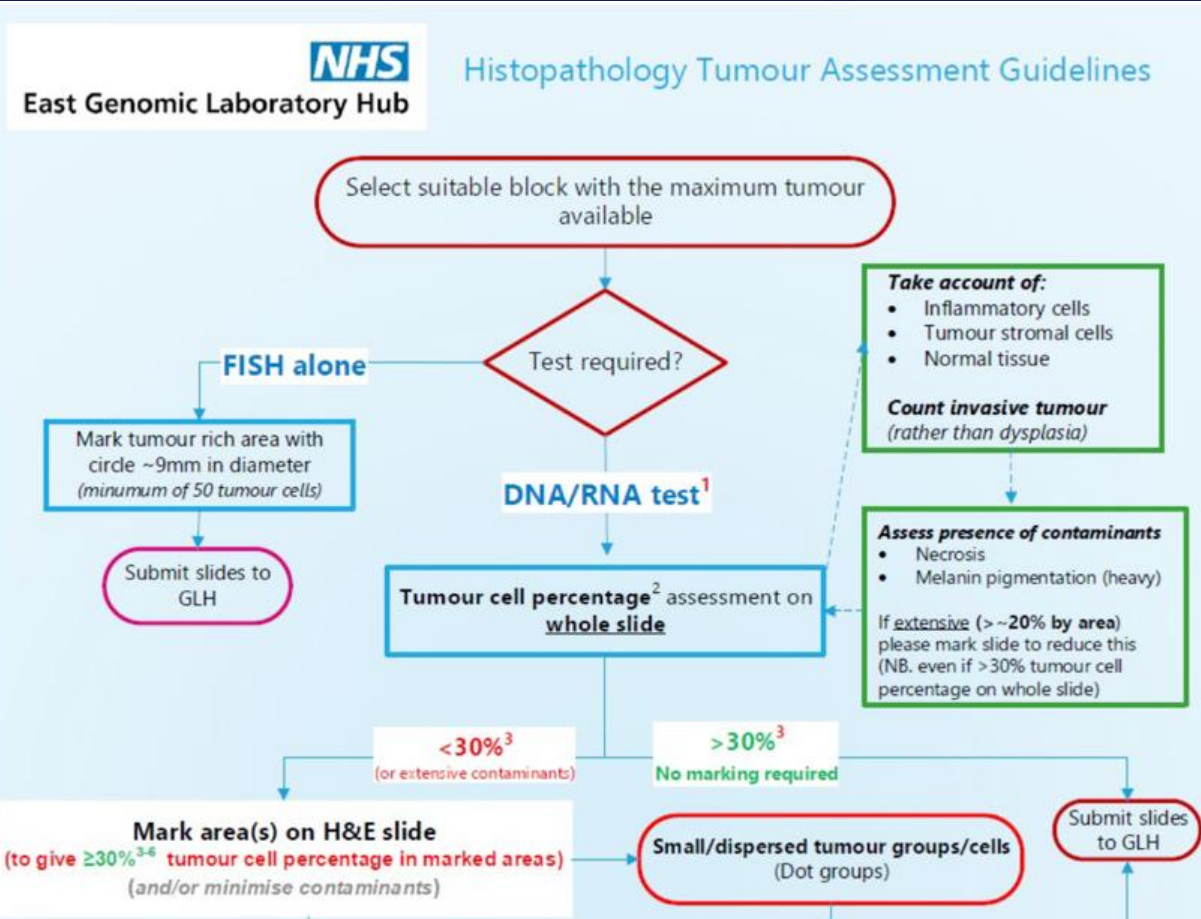 NHS
East Genomic Laboratory Hub
Histopathology Tumour Assessment Guidelines
Select suitable block with the maximum tumour
available
Test required?
FISH alone
Mark tumour rich area with
circle ~9mm in diameter
(minumum of 50 tumour cells)
Submit slides to
GLH
DNA/RNA test¹
Take account of:
• Inflammatory cells
• Tumour stromal cells
• Normal tissue
Count invasive tumour
(rather than dysplasia)
Assess presence of contaminants
• Necrosis
• Melanin pigmentation (heavy)
If extensive (>~20% by area)
please mark slide to reduce this
(NB. even if >30% tumour cell
percentage on whole slide)
Tumour cell percentage² assessment on
whole slide
<30%³
(or extensive contaminants)
>30%³
No marking required
Mark area(s) on H&E slide
(to give ≥30%³⁻⁶ tumour cell percentage in marked areas)
(and/or minimise contaminants)
Small/dispersed tumour groups/cells
(Dot groups)
Submit slides
to GLH